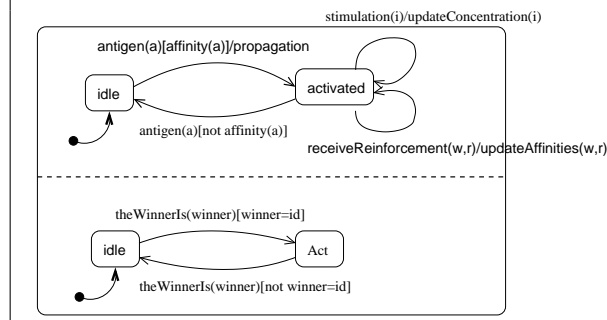 stimulation(i)/updateConcentration(i)
antigen(a)[affinity(a)]/propagation
idle
activated
antigen(a)[not affinity(a)]
receiveReinforcement(w,r)/updateAffinities(w,r)
theWinnerIs(winner)[winner=id]
idle
Act
theWinnerIs(winner)[not winner=id]